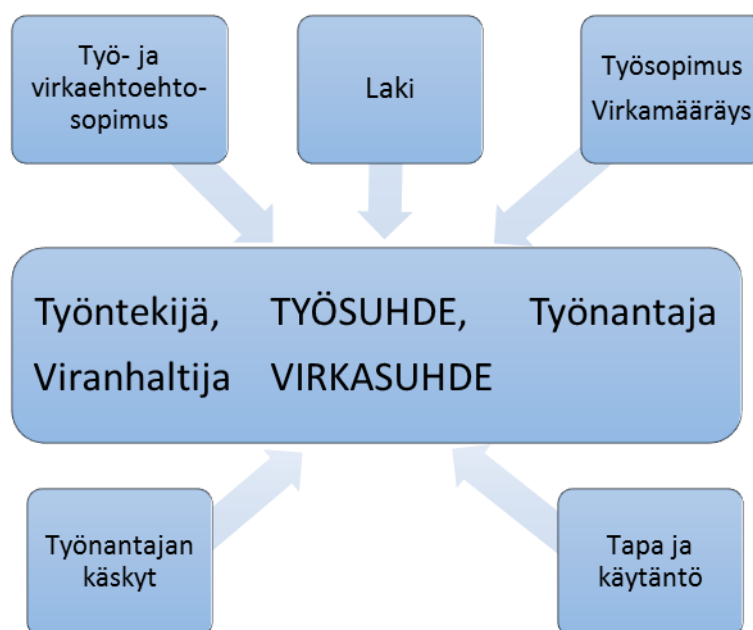 Työ- ja
virkaehtoehto-
sopimus
Laki
Työsopimus
Virkamääräys
Työntekijä, TYÖSUHDE, Työnantaja
Viranhaltija VIRKASUHDE
Työnantajan
käskyt
Tapa ja
käytäntö